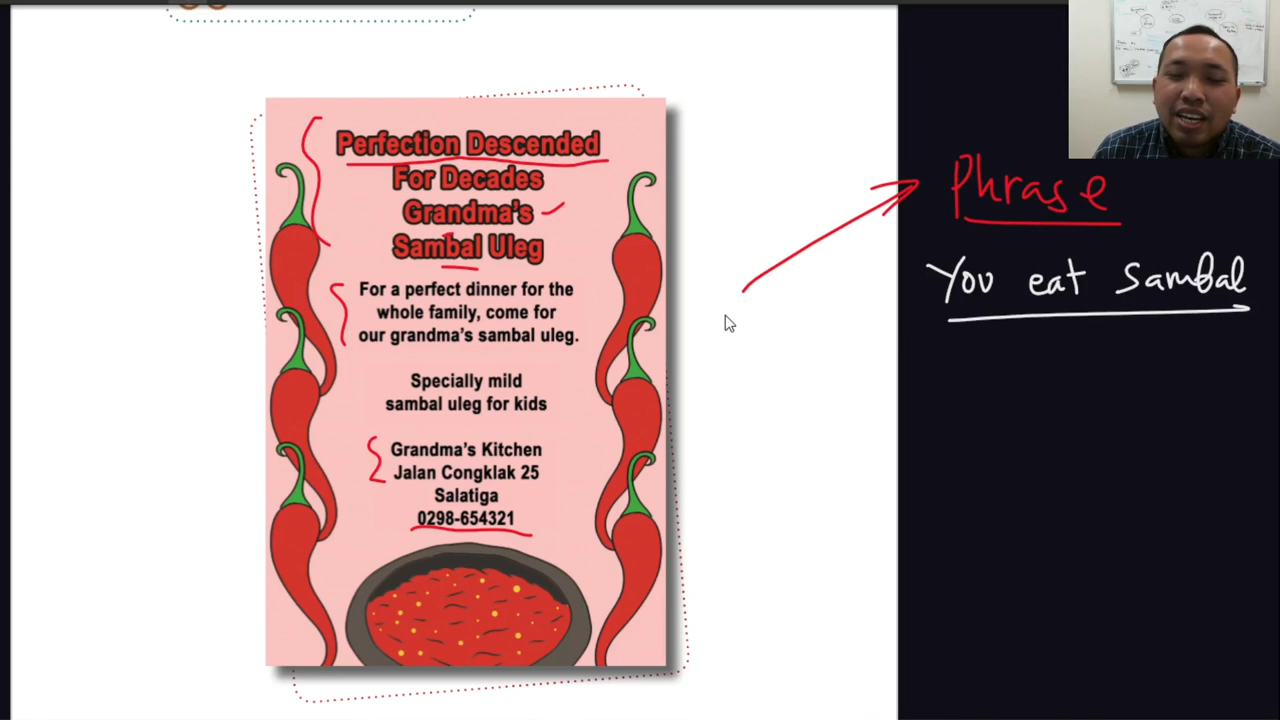 Perfection Descended
For Decades
Grandma's
Sambal Uleg
For a perfect dinner for the
whole family, come for
our grandma's sambal uleg.
Specially mild
sambal uleg for kids
Grandma's Kitchen
Jalan Congklak 25
Salatiga
0298-654321
Phrase
You eat sambal